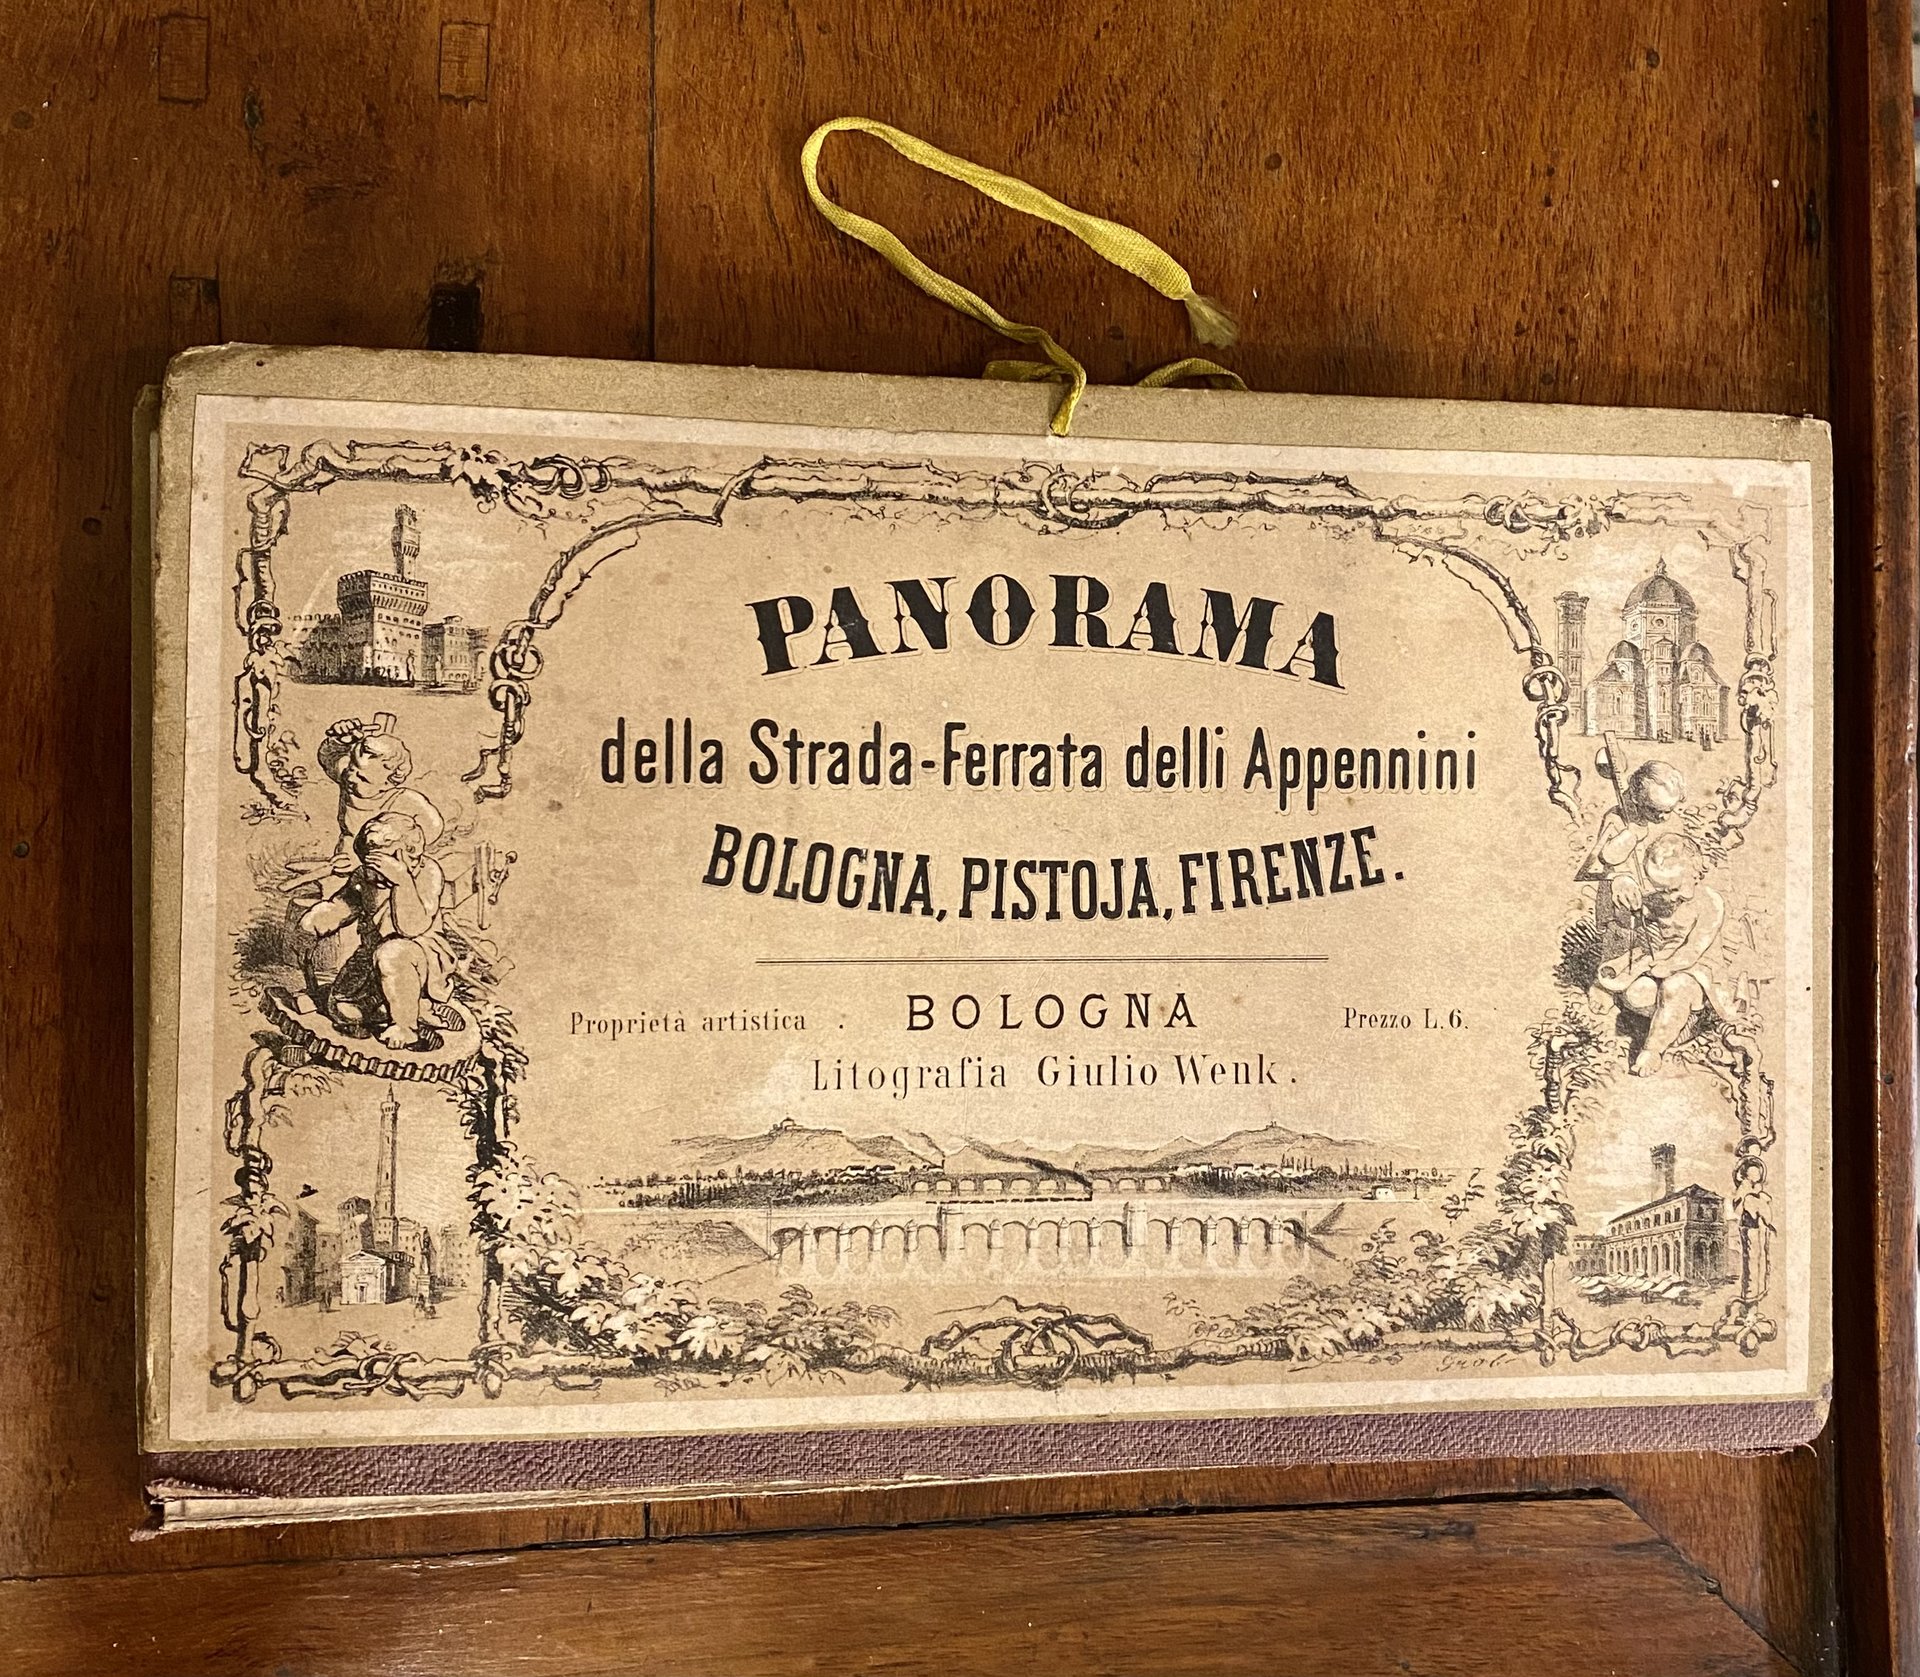 PANORAMA
della Strada-Ferrata delli Appennini
BOLOGNA, PISTOJA, FIRENZE.
Proprietà artistica . BOLOGNA Prezzo L. 6.
Litografia Giulio Wenk.